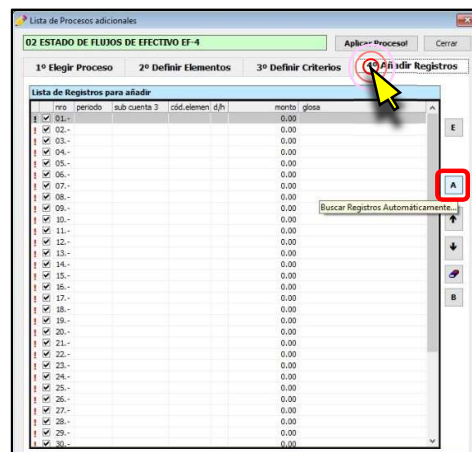 Lista de Procesos adicionales
02 ESTADO DE FLUJOS DE EFECTIVO EF-4
Aplicar Proceso!
Cerrar
1º Elegir Proceso
2º Definir Elementos
3º Definir Criterios
4º Añadir Registros
Lista de Registros para añadir
nro periodo sub cuenta 3 cód.elemen d/h monto glosa
! 01.- 0.00
! 02.- 0.00
! 03.- 0.00
! 04.- 0.00
! 05.- 0.00
! 06.- 0.00
! 07.- 0.00
! 08.- 0.00
! 09.- 0.00
! 10.- 0.00
! 11.- 0.00
! 12.- 0.00
! 13.- 0.00
! 14.- 0.00
! 15.- 0.00
! 16.- 0.00
! 17.- 0.00
! 18.- 0.00
! 19.- 0.00
! 20.- 0.00
! 21.- 0.00
! 22.- 0.00
! 23.- 0.00
! 24.- 0.00
! 25.- 0.00
! 26.- 0.00
! 27.- 0.00
! 28.- 0.00
! 29.- 0.00
! 30.- 0.00
E
A
Buscar Registros Automáticamente...
B